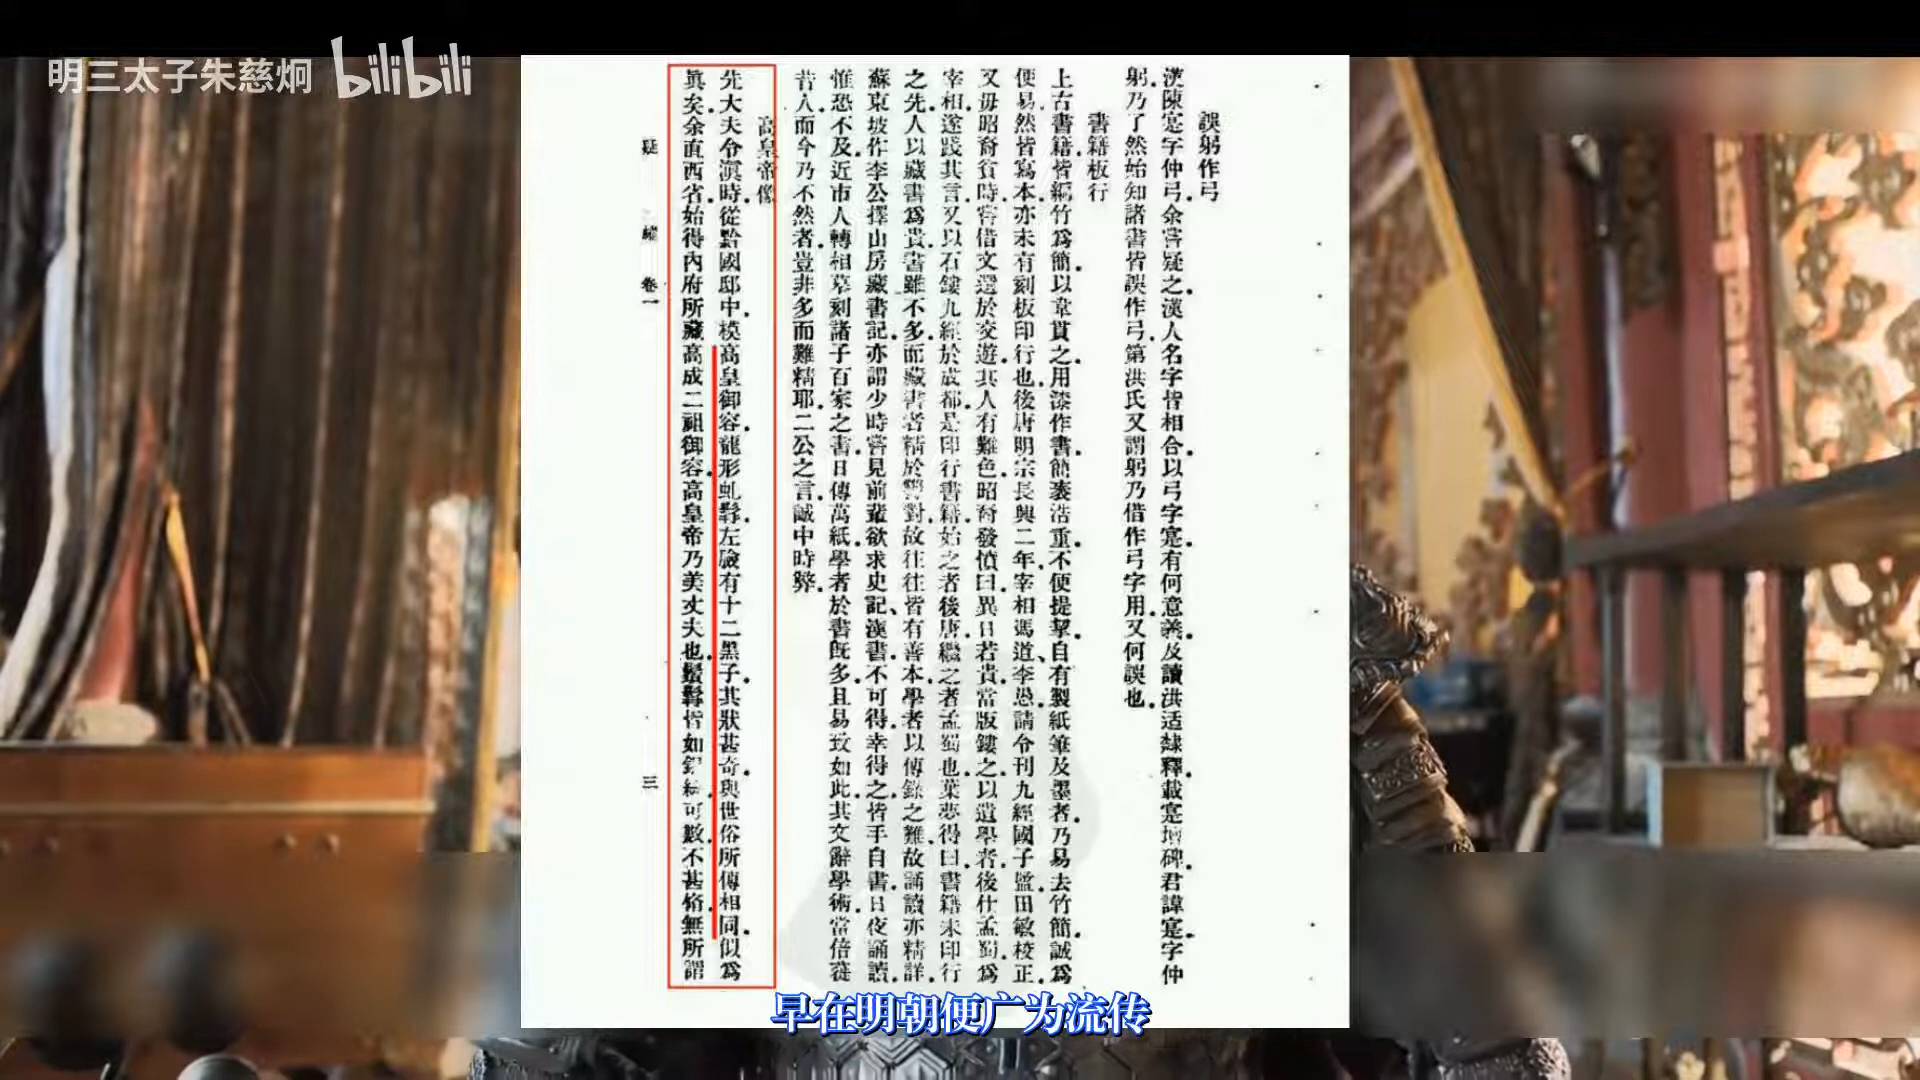 明三太子朱慈炯 bilibili
誤躬作弓
漢陳寔字仲弓.余嘗疑之.漢人名字皆相合.以弓字寔.有何意義.及讀洪适隸釋.載寔壇碑.君諱寔.字仲
躬.乃了然始知諸書皆誤作弓.第洪氏又謂躬乃借作弓字用.又何誤也.
書籍板行
上古書籍.皆編竹爲簡.以韋貫之.用漆作書.簡袠浩重.不便提挈.自有製紙筆及墨者.乃易去竹簡.誠爲
便易.然皆寫本.亦未有刻板印行也.後唐明宗長興二年.宰相馮道、李愚.請令刊九經.國子監田敏校正.
又毋昭裔貧時.嘗借文選於交遊.其人有難色.昭裔發憤曰.異日若貴.當版鏤之.以遺學者.後仕孟蜀.爲
宰相.遂踐其言.又以石鏤九經於成都.是印行書籍.始之者後唐.繼之者孟蜀也.葉夢得曰.書籍未印行
之先.人以藏書爲貴.書雖不多.而藏書者精於讐對.故往往皆有善本.學者以傳錄之難.故誦讀亦精詳.
蘇東坡作李公擇山房藏書記.亦謂少時嘗見前輩欲求史記、漢書.不可得.幸得之.皆手自書.日夜誦讀.
惟恐不及.近市人轉相摹刻諸子百家之書.日傳萬紙.學者於書.既多且易致如此.其文辭學術.當倍蓰
昔人.而今乃不然者.豈非多而難精耶.二公之言.誠中時弊.
高皇帝像
先大夫令滇時.從黔國邸中.模高皇御容.龍形虬髯.左臉有十二黑子.其狀甚奇.與世俗所傳相同.似爲
眞矣.余直西省.始得內府所藏高成二祖御容.高皇帝乃美丈夫也.鬚髯皆如銀絲可數.不甚脩.無所謂
疑耀 卷一 三
早在明朝便广为流传